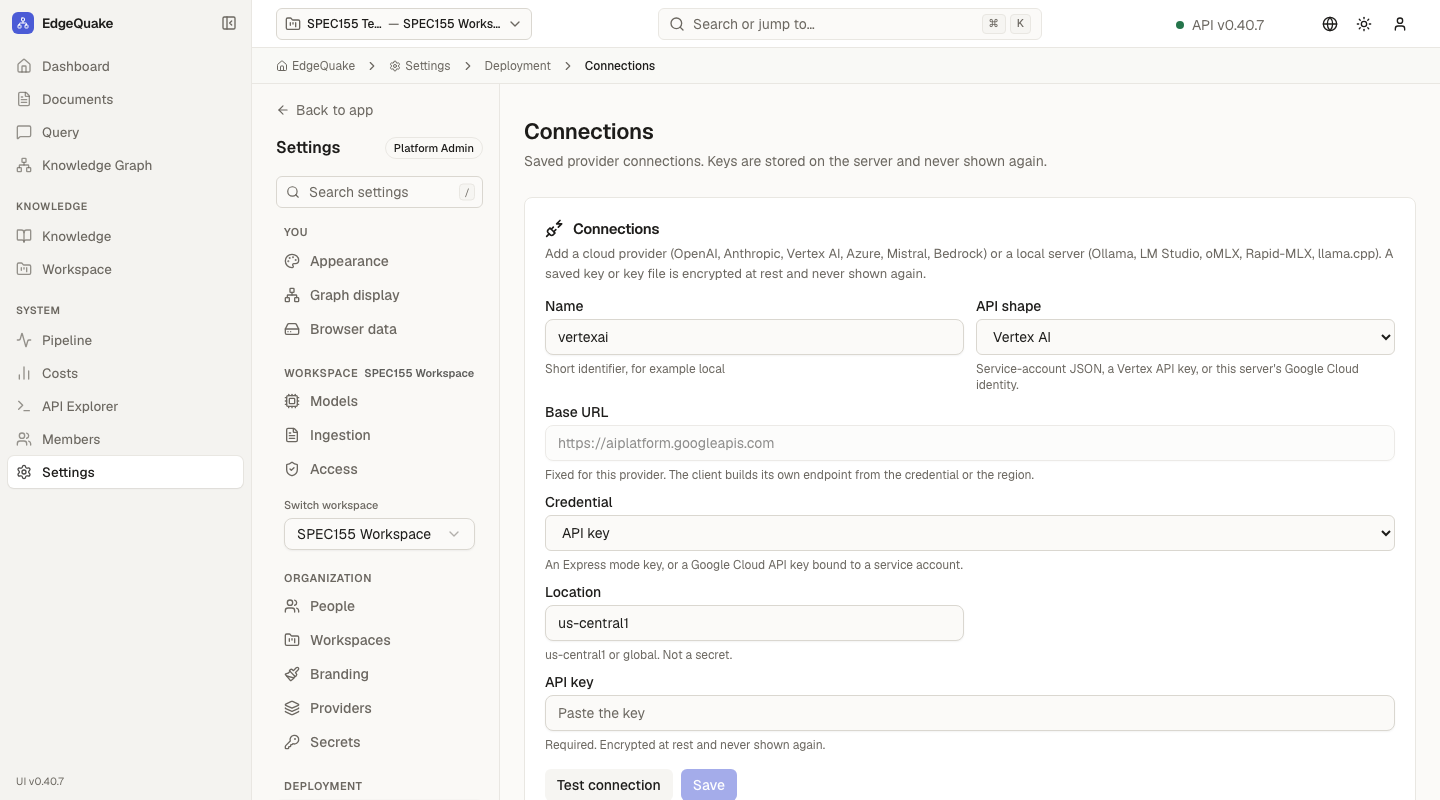 EdgeQuake
Dashboard
Documents
Query
Knowledge Graph
KNOWLEDGE
Knowledge
Workspace
SYSTEM
Pipeline
Costs
API Explorer
Members
Settings
UI v0.40.7
SPEC155 Te... — SPEC155 Works...
Search or jump to...
⌘ K
API v0.40.7
EdgeQuake > Settings > Deployment > Connections
Back to app
Settings
Platform Admin
Search settings
/
YOU
Appearance
Graph display
Browser data
WORKSPACE SPEC155 Workspace
Models
Ingestion
Access
Switch workspace
SPEC155 Workspace
ORGANIZATION
People
Workspaces
Branding
Providers
Secrets
DEPLOYMENT
Connections
Saved provider connections. Keys are stored on the server and never shown again.
Connections
Add a cloud provider (OpenAI, Anthropic, Vertex AI, Azure, Mistral, Bedrock) or a local server (Ollama, LM Studio, oMLX, Rapid-MLX, llama.cpp). A
saved key or key file is encrypted at rest and never shown again.
Name
vertexai
Short identifier, for example local
API shape
Vertex AI
Service-account JSON, a Vertex API key, or this server's Google Cloud
identity.
Base URL
https://aiplatform.googleapis.com
Fixed for this provider. The client builds its own endpoint from the credential or the region.
Credential
API key
An Express mode key, or a Google Cloud API key bound to a service account.
Location
us-central1
us-central1 or global. Not a secret.
API key
Paste the key
Required. Encrypted at rest and never shown again.
Test connection
Save